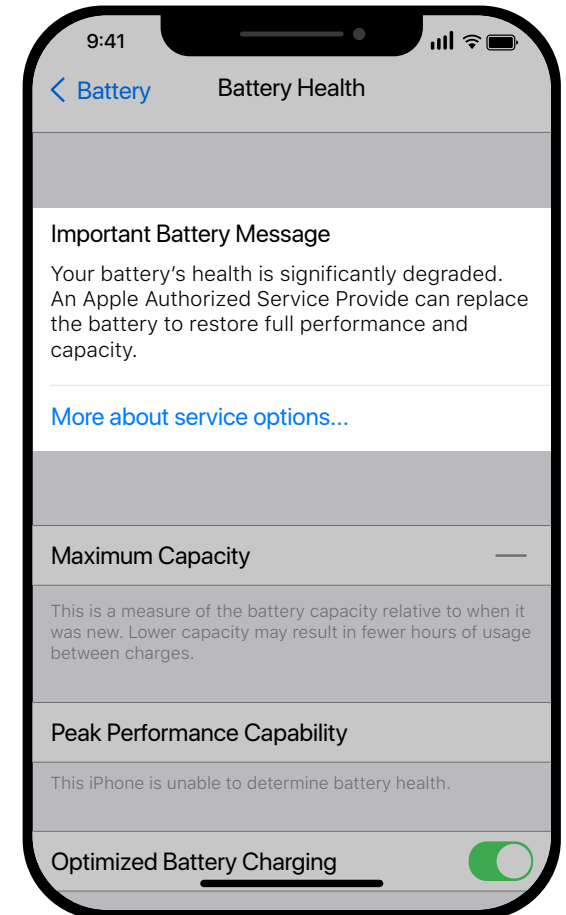 9:41
Battery
Battery Health
Important Battery Message
Your battery's health is significantly degraded.
An Apple Authorized Service Provide can replace
the battery to restore full performance and
capacity.
More about service options...
Maximum Capacity —
This is a measure of the battery capacity relative to when it
was new. Lower capacity may result in fewer hours of usage
between charges.
Peak Performance Capability
This iPhone is unable to determine battery health.
Optimized Battery Charging